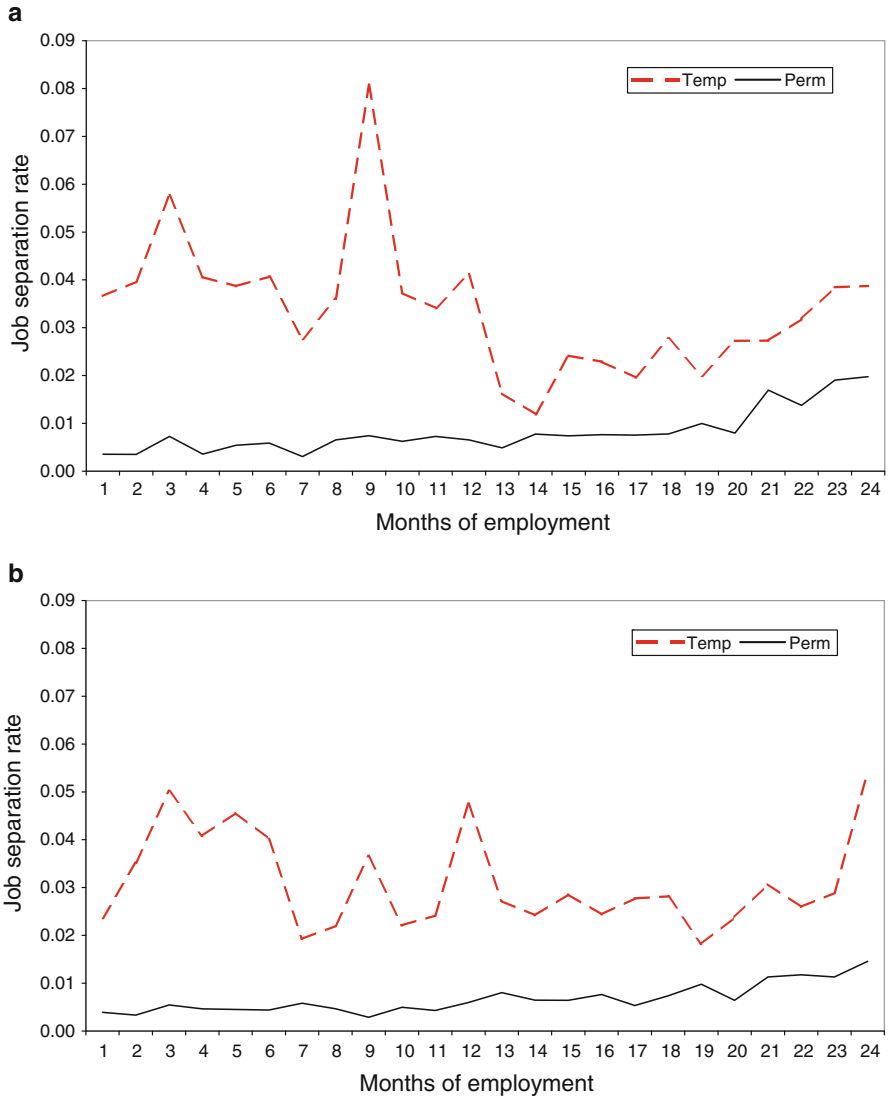 a
0.09
0.08
0.07
0.06
0.05
0.04
0.03
0.02
0.01
0.00
Job separation rate
Temp Perm
1 2 3 4 5 6 7 8 9 10 11 12 13 14 15 16 17 18 19 20 21 22 23 24
Months of employment
b
0.09
0.08
0.07
0.06
0.05
0.04
0.03
0.02
0.01
0.00
Job separation rate
Temp Perm
1 2 3 4 5 6 7 8 9 10 11 12 13 14 15 16 17 18 19 20 21 22 23 24
Months of employment